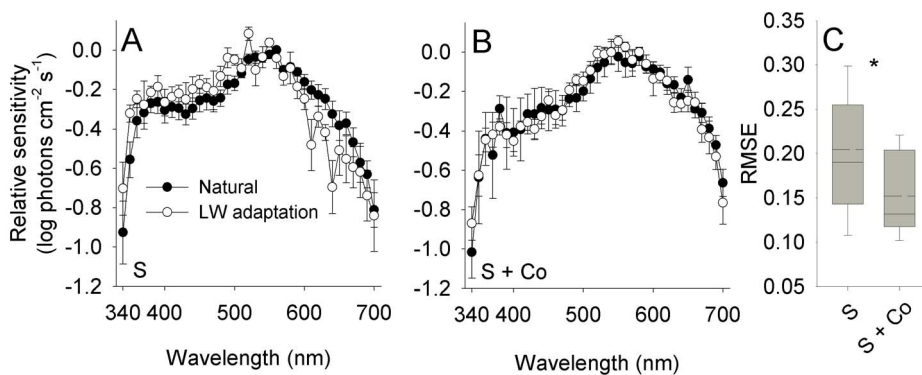 A
B
C
Relative sensitivity
(log photons cm⁻² s⁻¹)
0.0
-0.2
-0.4
-0.6
-0.8
-1.0
-1.2
Natural
LW adaptation
S
340 400 500 600 700
Wavelength (nm)
0.0
-0.2
-0.4
-0.6
-0.8
-1.0
-1.2
S + Co
340 400 500 600 700
Wavelength (nm)
RMSE
0.35
0.30
0.25
0.20
0.15
0.10
0.05
*
S
S + Co